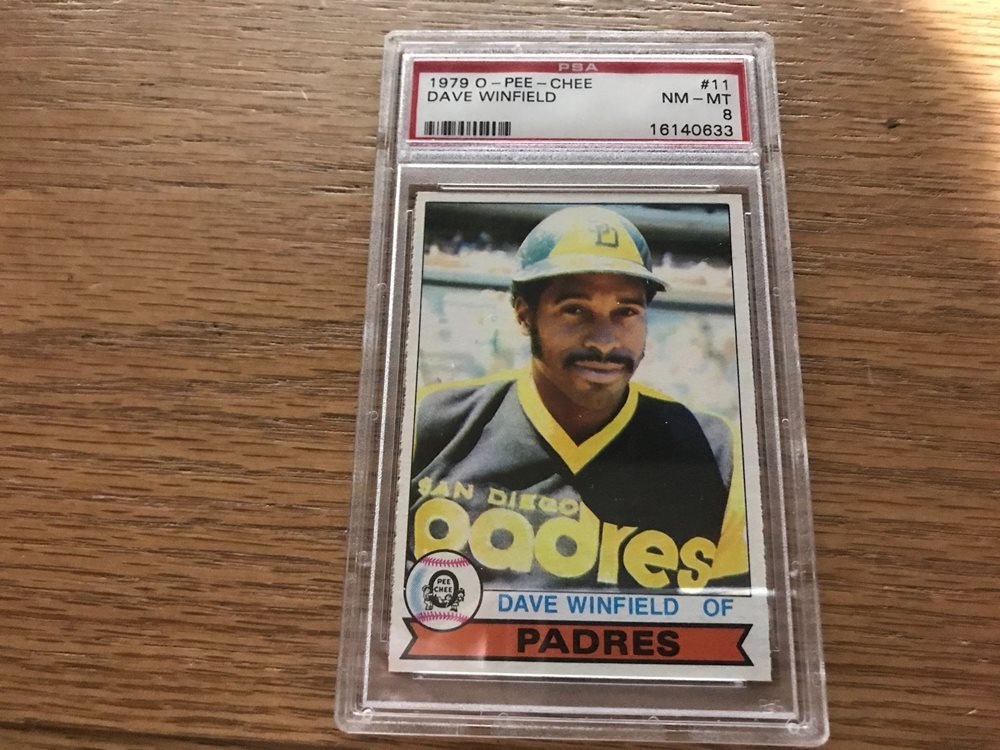 PSA
1979 O-PEE-CHEE #11
DAVE WINFIELD NM-MT
8
16140633
SAN DIEGO
padres
O
PEE
CHEE
DAVE WINFIELD OF
PADRES